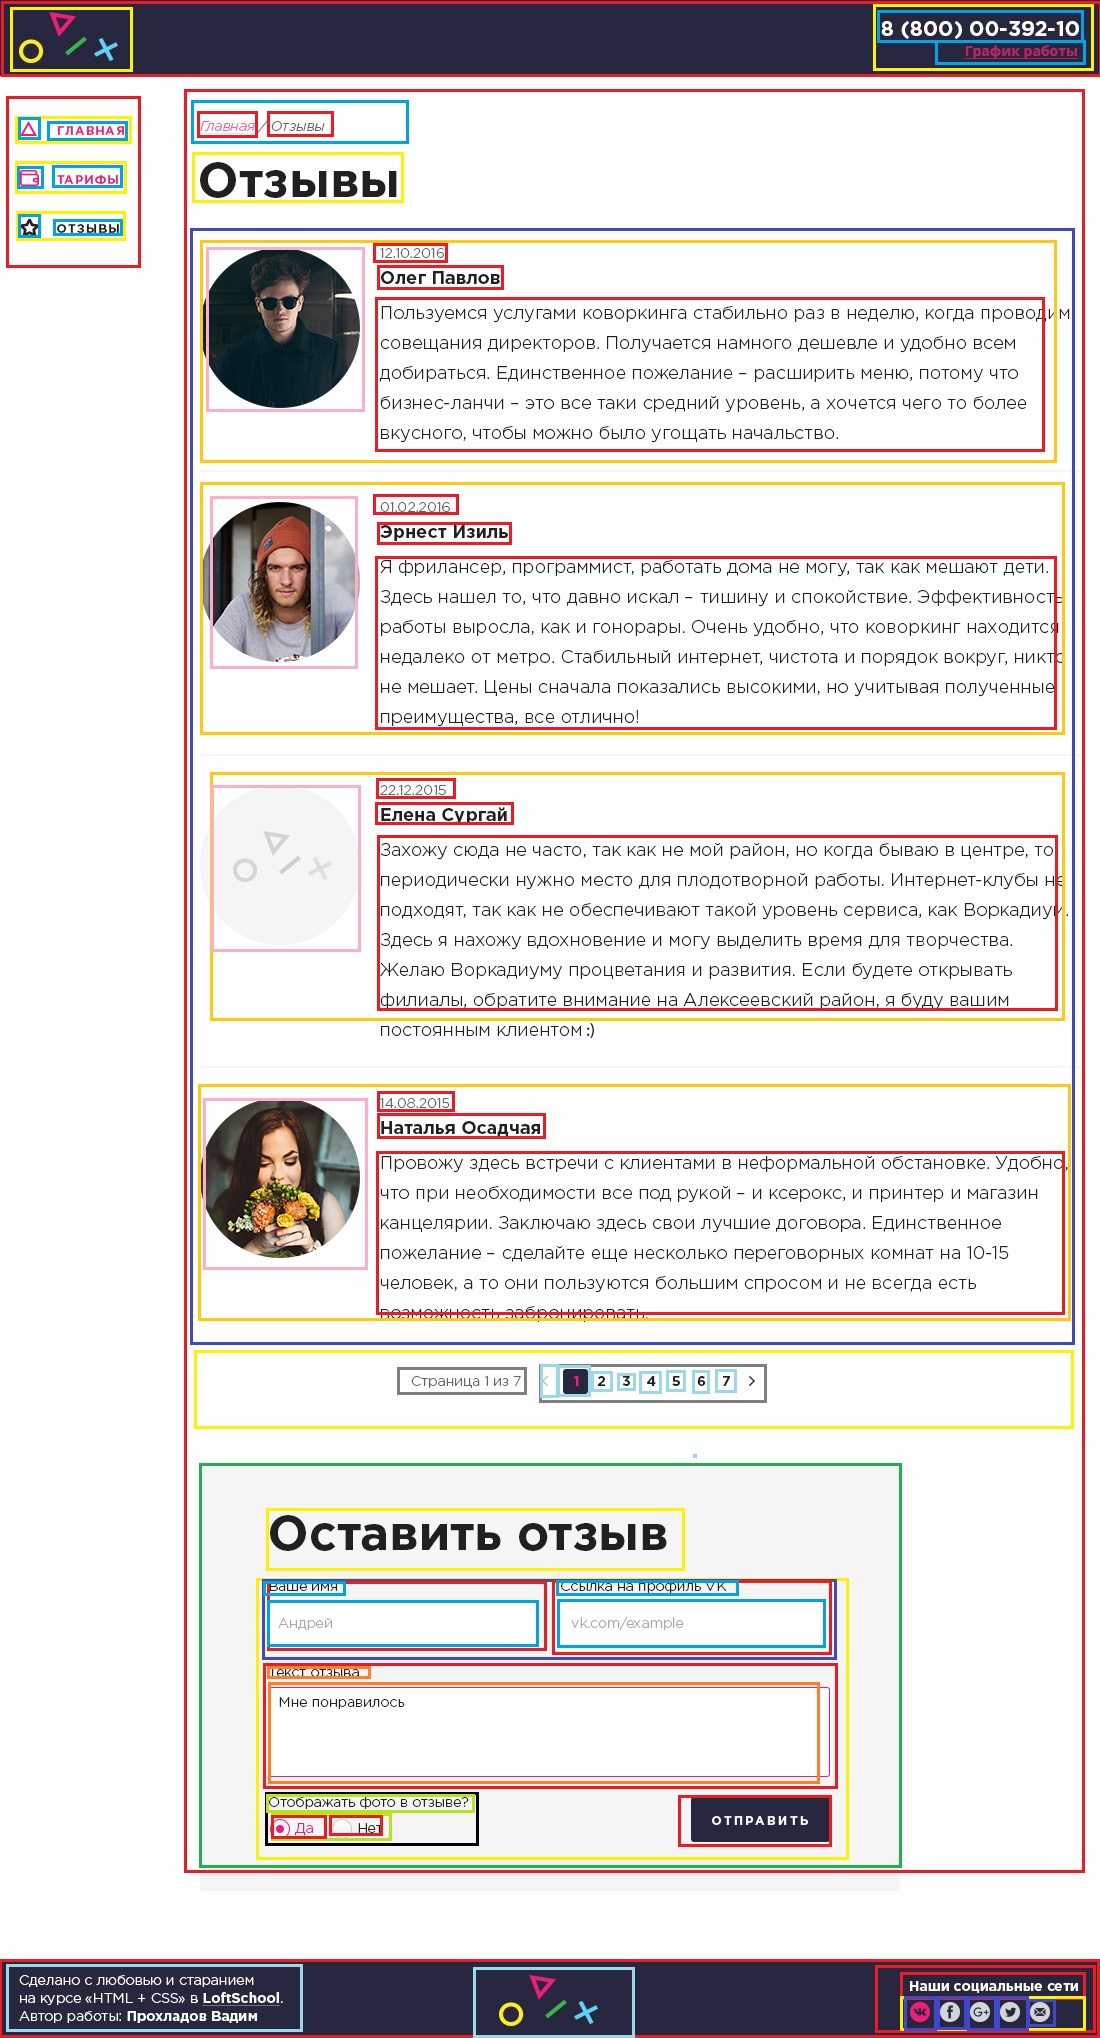 8 (800) 00-392-10
График работы
ГЛАВНАЯ
ТАРИФЫ
ОТЗЫВЫ
Главная / Отзывы
Отзывы
12.10.2016
Олег Павлов
Пользуемся услугами коворкинга стабильно раз в неделю, когда проводим
совещания директоров. Получается намного дешевле и удобно всем
добираться. Единственное пожелание – расширить меню, потому что
бизнес-ланчи – это все таки средний уровень, а хочется чего то более
вкусного, чтобы можно было угощать начальство.
01.02.2016
Эрнест Изиль
Я фрилансер, программист, работать дома не могу, так как мешают дети.
Здесь нашел то, что давно искал – тишину и спокойствие. Эффективность
работы выросла, как и гонорары. Очень удобно, что коворкинг находится
недалеко от метро. Стабильный интернет, чистота и порядок вокруг, никто
не мешает. Цены сначала показались высокими, но учитывая полученные
преимущества, все отлично!
22.12.2015
Елена Сургай
Захожу сюда не часто, так как не мой район, но когда бываю в центре, то
периодически нужно место для плодотворной работы. Интернет-клубы не
подходят, так как не обеспечивают такой уровень сервиса, как Воркадиум.
Здесь я нахожу вдохновение и могу выделить время для творчества.
Желаю Воркадиуму процветания и развития. Если будете открывать
филиалы, обратите внимание на Алексеевский район, я буду вашим
постоянным клиентом :)
14.08.2015
Наталья Осадчая
Провожу здесь встречи с клиентами в неформальной обстановке. Удобно,
что при необходимости все под рукой – и ксерокс, и принтер и магазин
канцелярии. Заключаю здесь свои лучшие договора. Единственное
пожелание – сделайте еще несколько переговорных комнат на 10-15
человек, а то они пользуются большим спросом и не всегда есть
возможность забронировать.
Страница 1 из 7 < 1 2 3 4 5 6 7 >
Оставить отзыв
Ваше имя Ссылка на профиль VK
Андрей vk.com/example
Текст отзыва
Мне понравилось
Отображать фото в отзыве?
Да Нет
ОТПРАВИТЬ
Сделано с любовью и старанием
на курсе «HTML + CSS» в LoftSchool.
Автор работы: Прохладов Вадим
Наши социальные сети